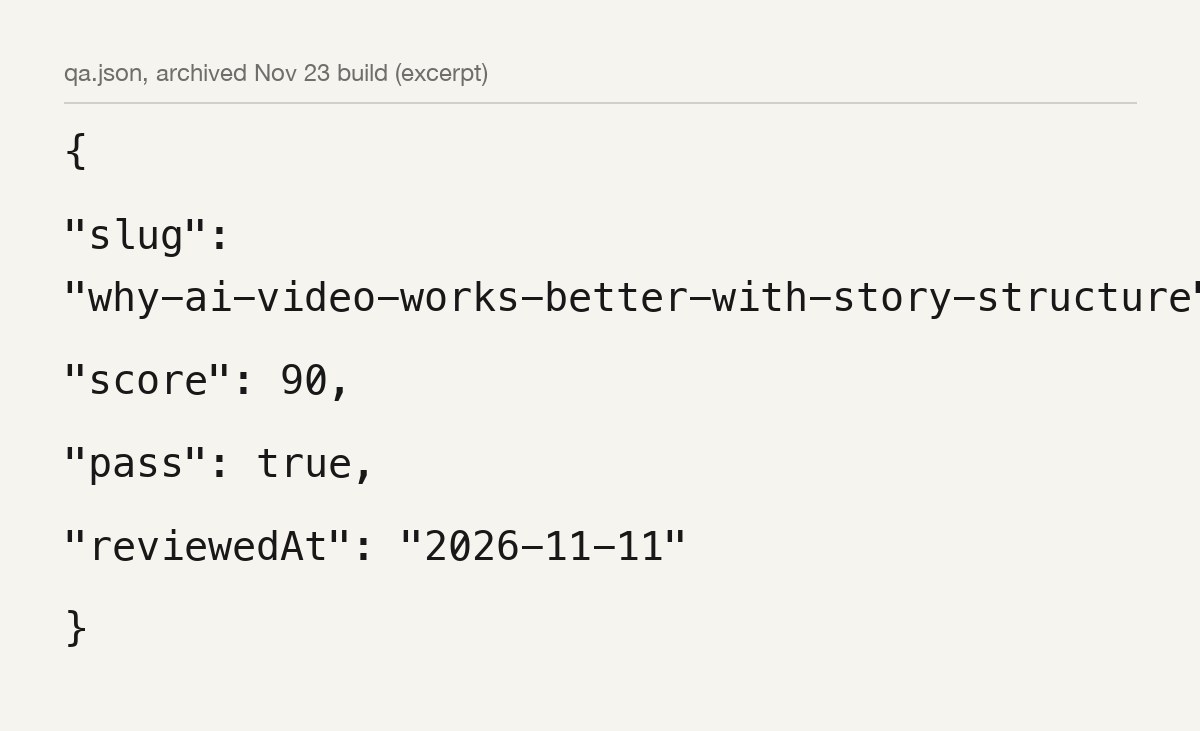 qa.json, archived Nov 23 build (excerpt)
{
"slug":
"why-ai-video-works-better-with-story-structure"
"score": 90,
"pass": true,
"reviewedAt": "2026-11-11"
}